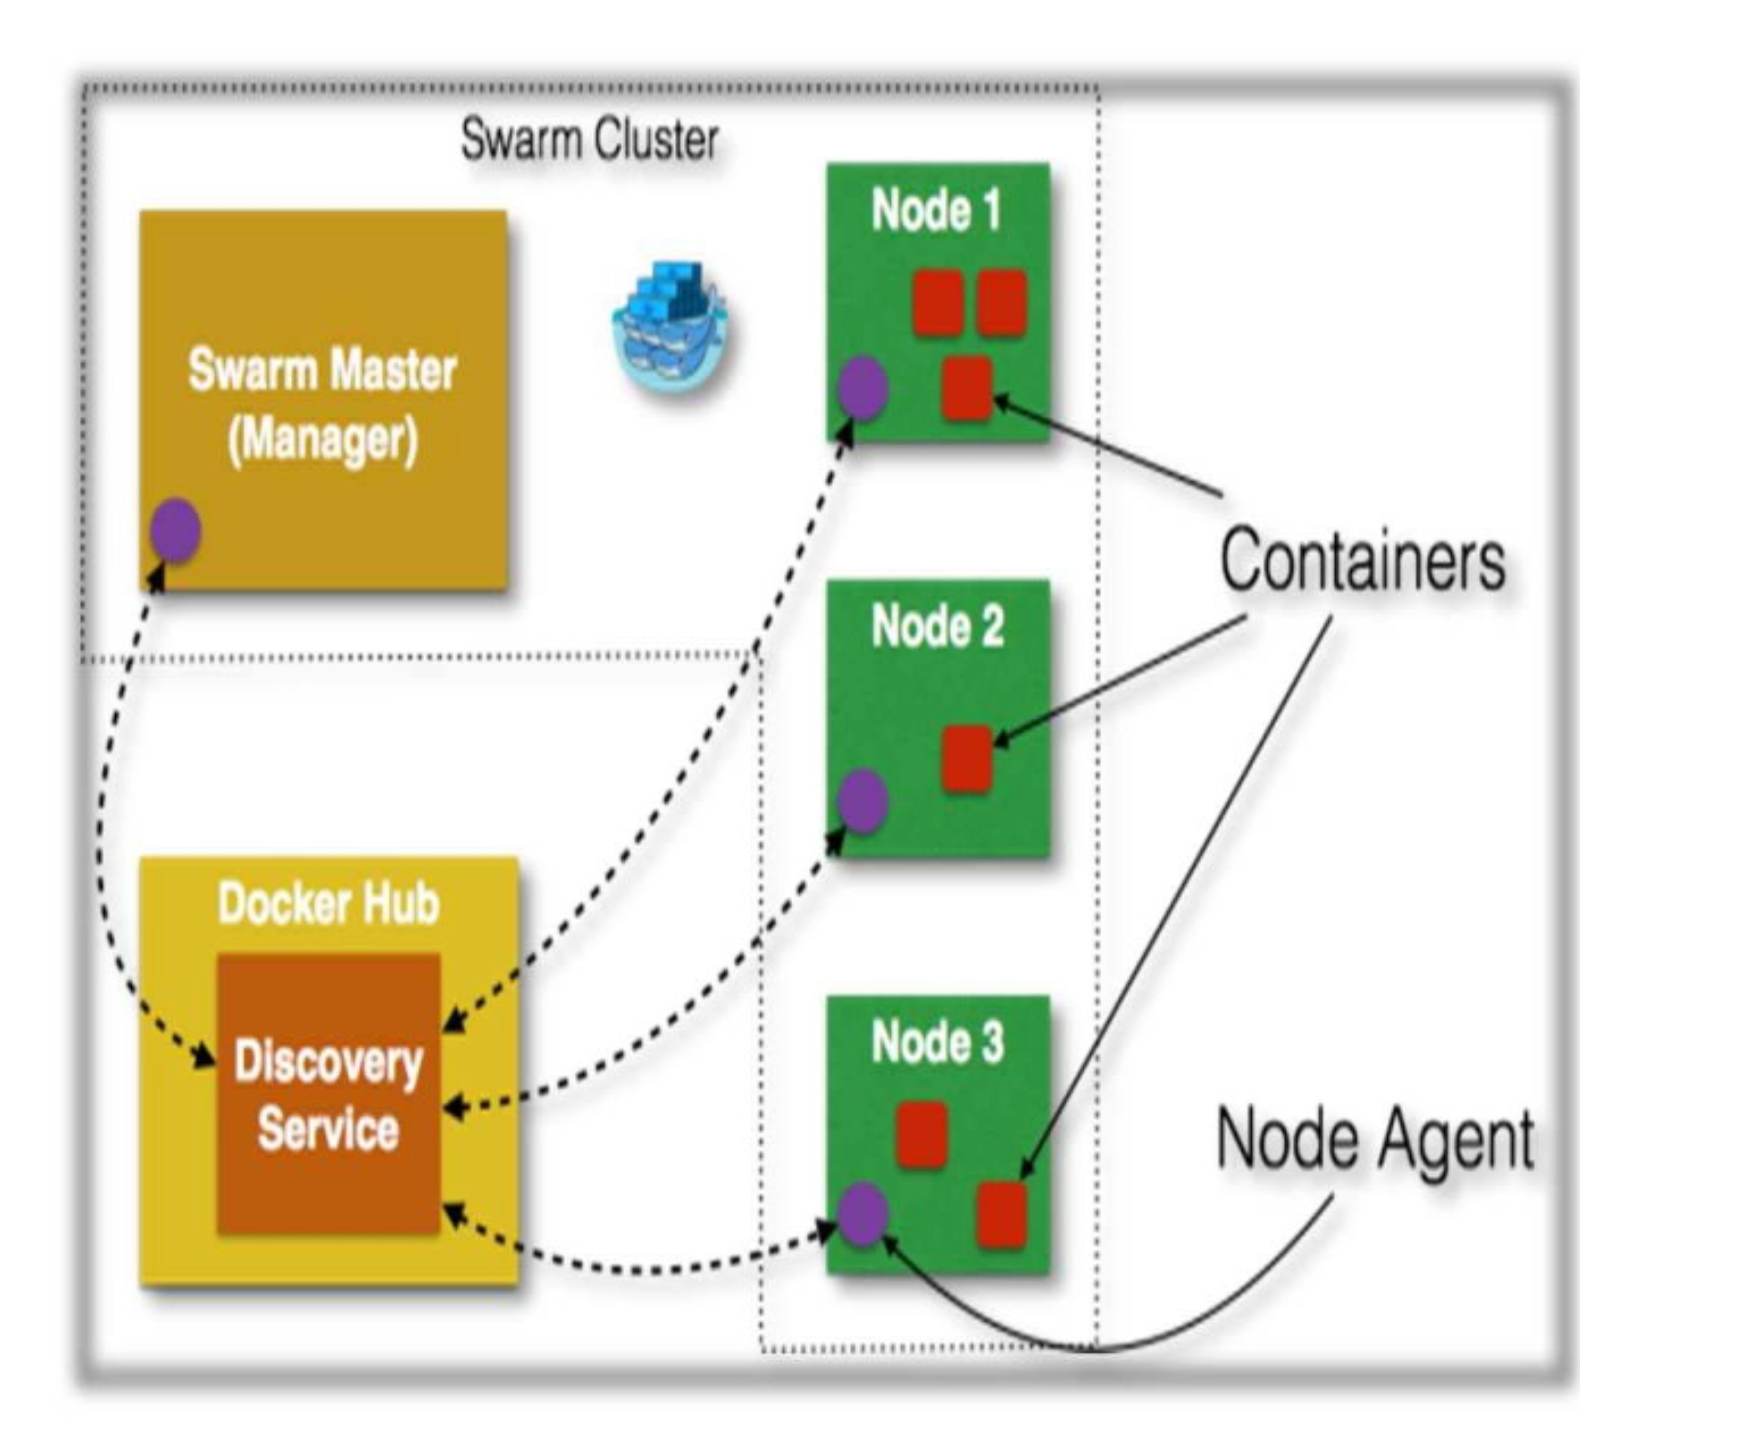 Swarm Cluster
Swarm Master
(Manager)
Node 1
Containers
Node 2
Docker Hub
Discovery
Service
Node 3
Node Agent